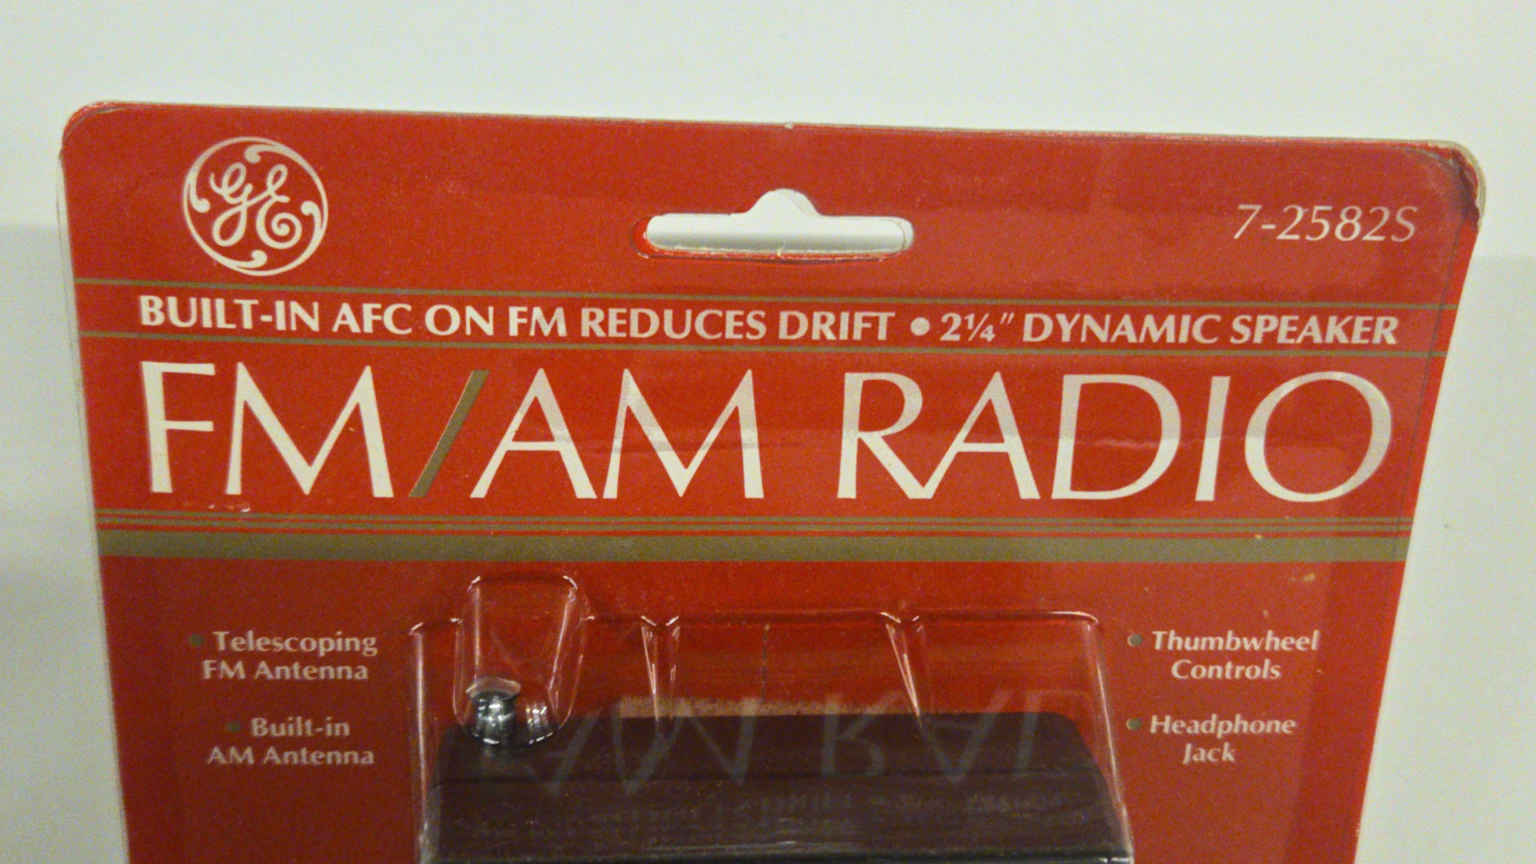 GE
7-2582S
BUILT-IN AFC ON FM REDUCES DRIFT • 2¼" DYNAMIC SPEAKER
FM/AM RADIO
• Telescoping
FM Antenna
• Built-in
AM Antenna
• Thumbwheel
Controls
• Headphone
Jack